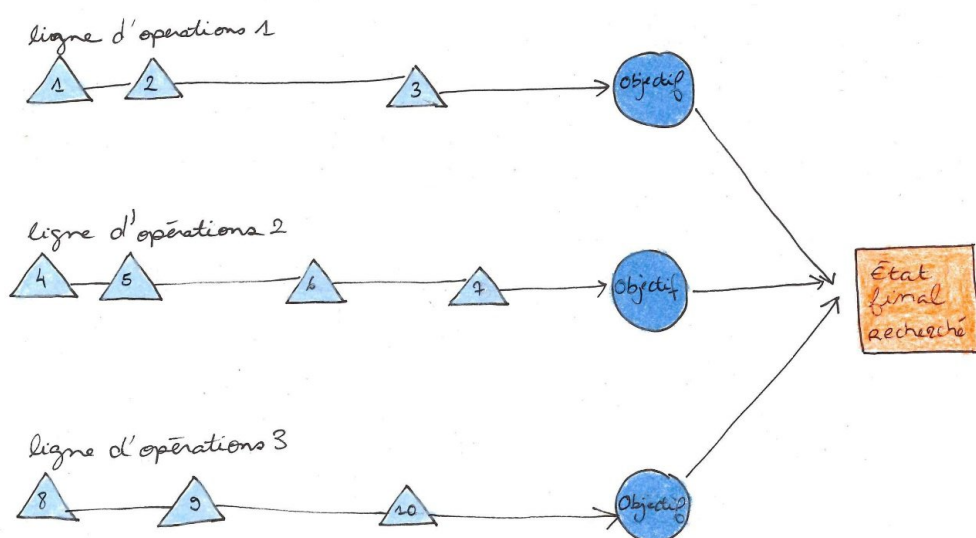 ligne d'operations 1
1 2 3 Objectif
ligne d'opérations 2
4 5 6 7 Objectif
État
final
recherché
ligne d'opérations 3
8 9 10 Objectif